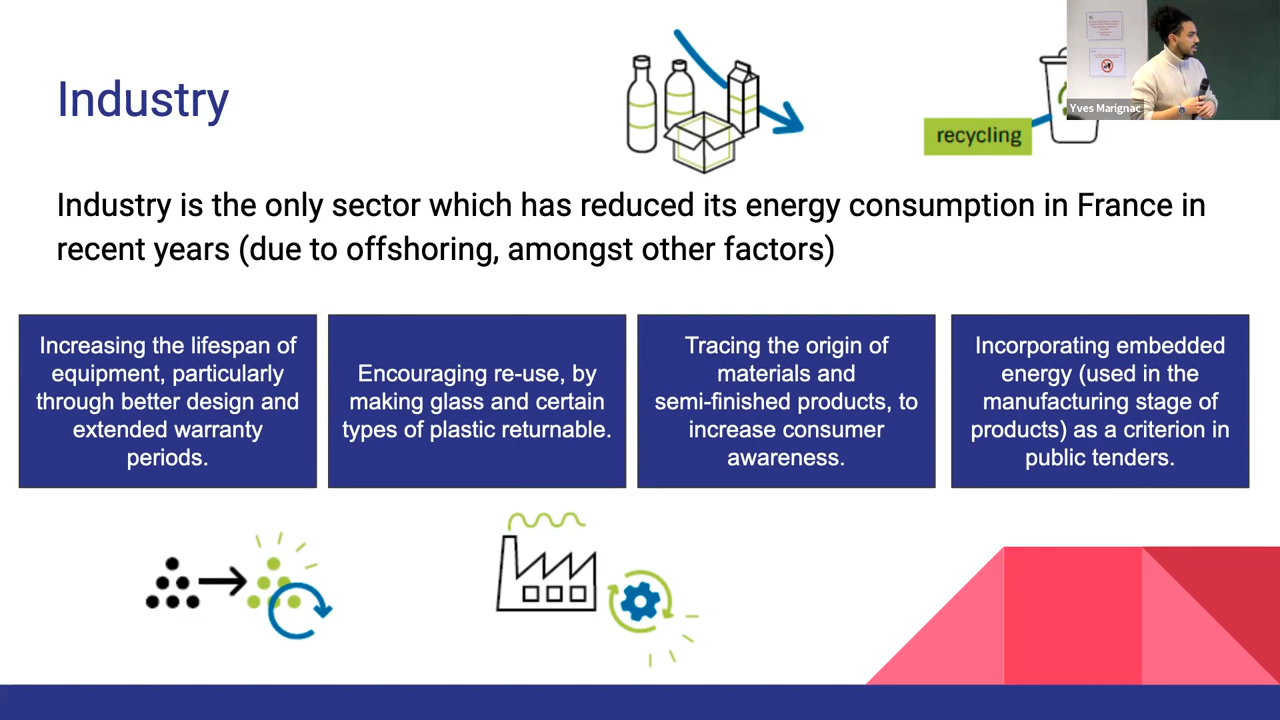 Industry
recycling
Yves Marignac
Industry is the only sector which has reduced its energy consumption in France in
recent years (due to offshoring, amongst other factors)
Increasing the lifespan of
equipment, particularly
through better design and
extended warranty
periods.
Encouraging re-use, by
making glass and certain
types of plastic returnable.
Tracing the origin of
materials and
semi-finished products, to
increase consumer
awareness.
Incorporating embedded
energy (used in the
manufacturing stage of
products) as a criterion in
public tenders.